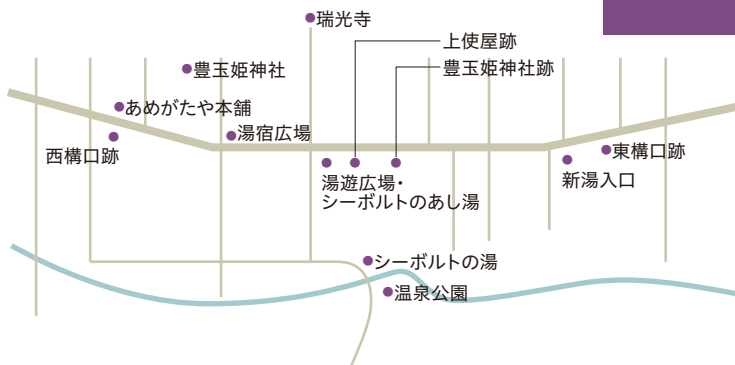 瑞光寺
上使屋跡
豊玉姫神社
豊玉姫神社跡
あめがたや本舗
湯宿広場
西構口跡
東構口跡
新湯入口
湯遊広場・
シーボルトのあし湯
シーボルトの湯
温泉公園